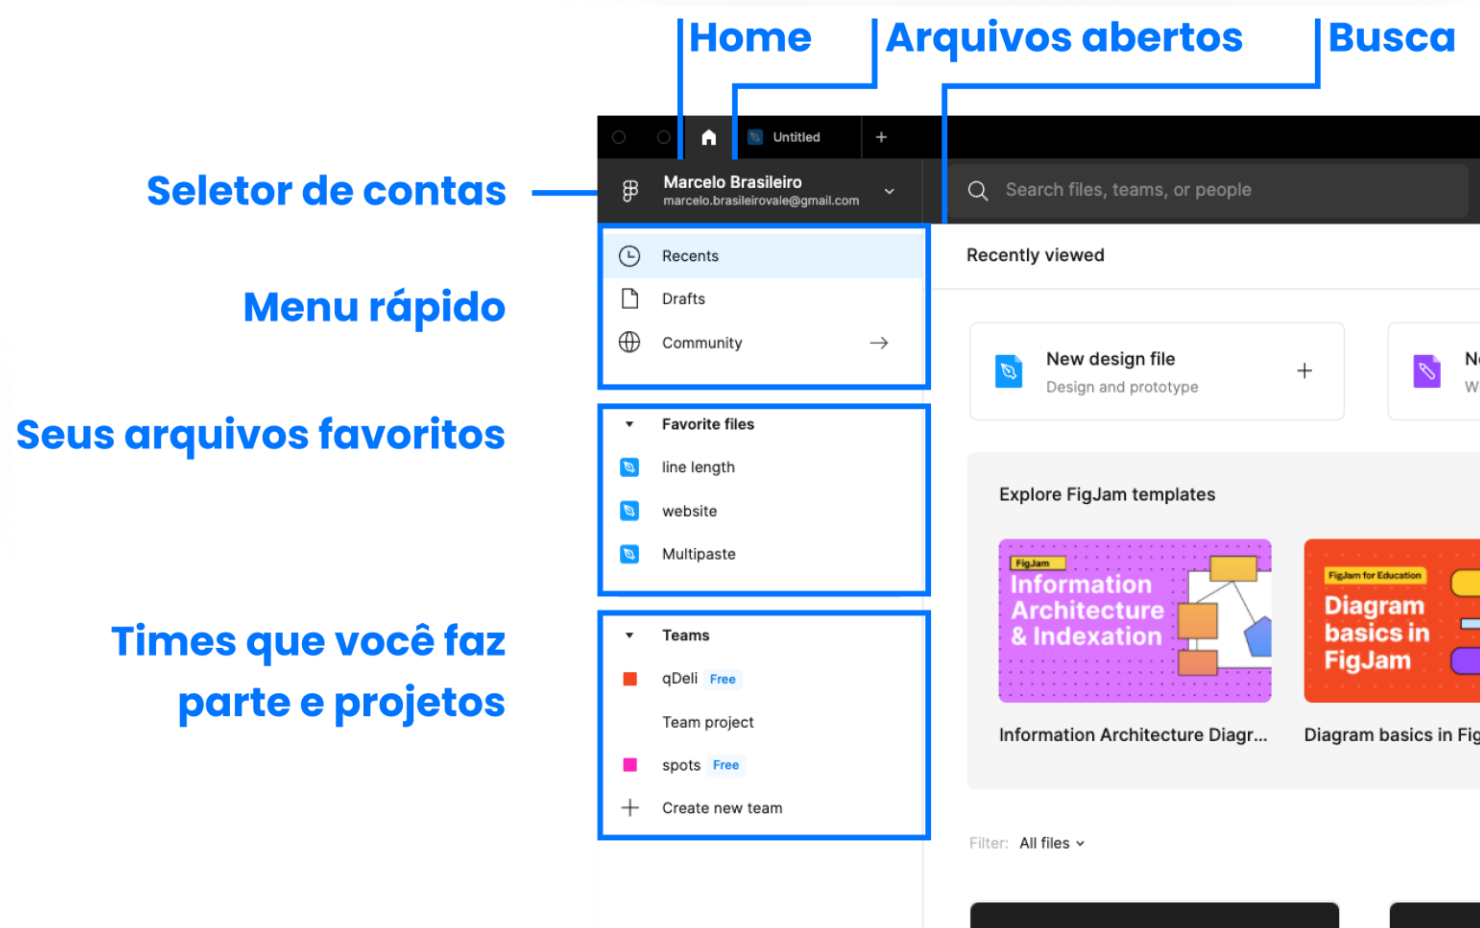 Home
Arquivos abertos
Busca
Untitled
Seletor de contas
Marcelo Brasileiro
marcelo.brasileirovale@gmail.com
Search files, teams, or people
Menu rápido
Recents
Drafts
Community
Recently viewed
New design file
Design and prototype
Seus arquivos favoritos
Favorite files
line length
website
Multipaste
Explore FigJam templates
FigJam
Information
Architecture
& Indexation
FigJam for Education
Diagram
basics in
FigJam
Information Architecture Diagr...
Diagram basics in Fig
Times que você faz
parte e projetos
Teams
qDeli Free
Team project
spots Free
Create new team
Filter: All files